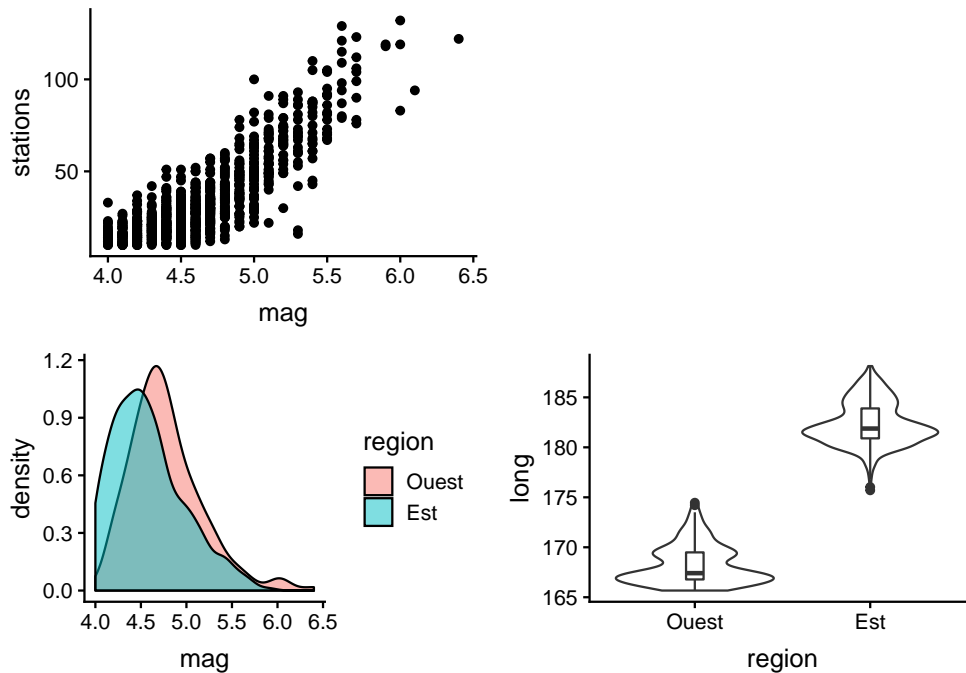 stations
100
50
4.0 4.5 5.0 5.5 6.0 6.5
mag
density
1.2
0.9
0.6
0.3
0.0
4.0 4.5 5.0 5.5 6.0 6.5
mag
region
Ouest
Est
long
185
180
175
170
165
Ouest Est
region